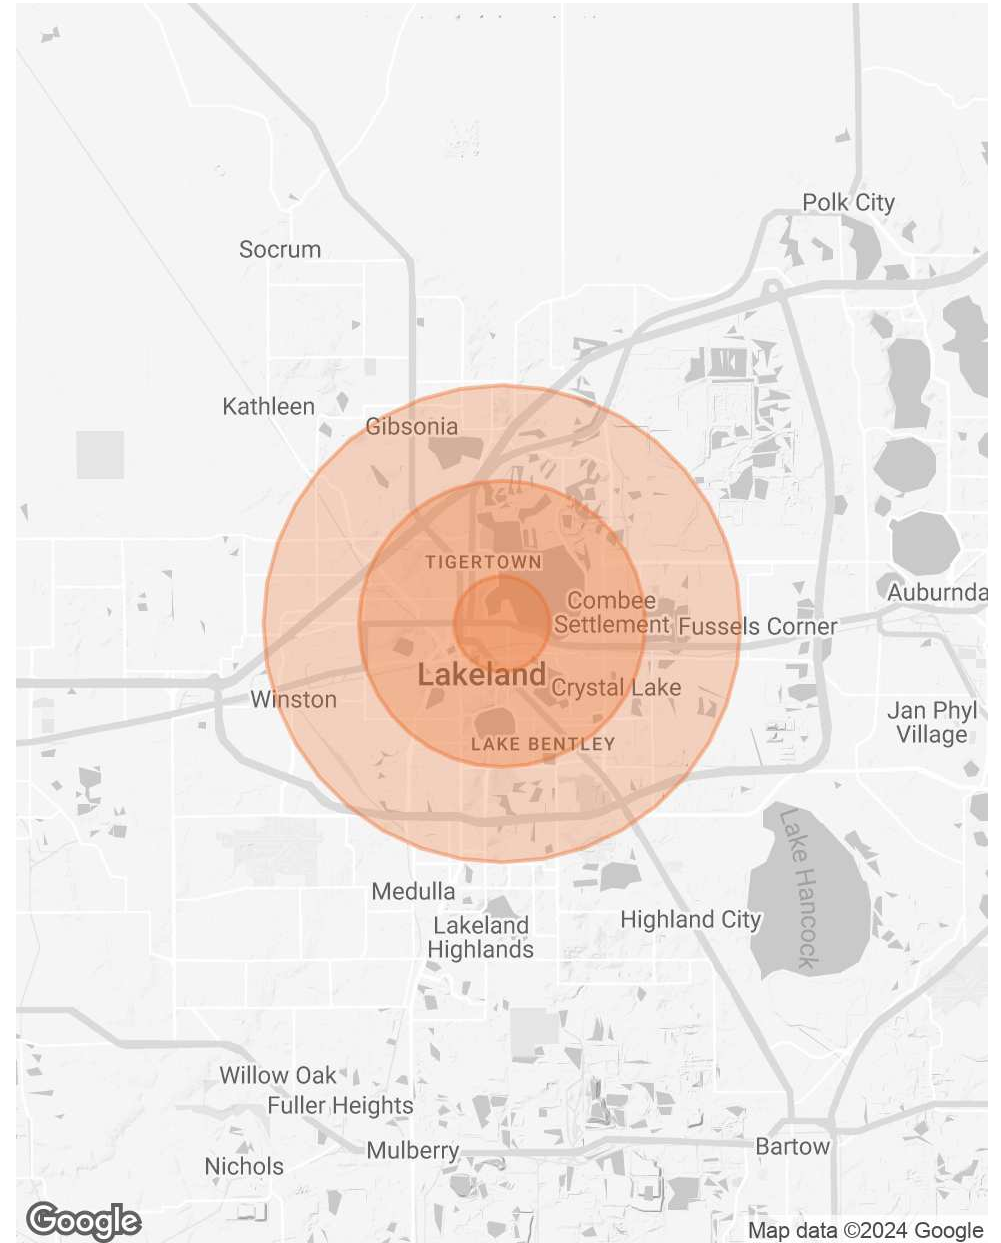 Polk City
Socrum
Kathleen
Gibsonia
TIGERTOWN
Combee
Settlement
Fussels Corner
Auburnda
Lakeland
Crystal Lake
Winston
Jan Phyl
Village
LAKE BENTLEY
Lake Hancock
Medulla
Lakeland
Highlands
Highland City
Willow Oak
Fuller Heights
Mulberry
Bartow
Nichols
Google
Map data ©2024 Google